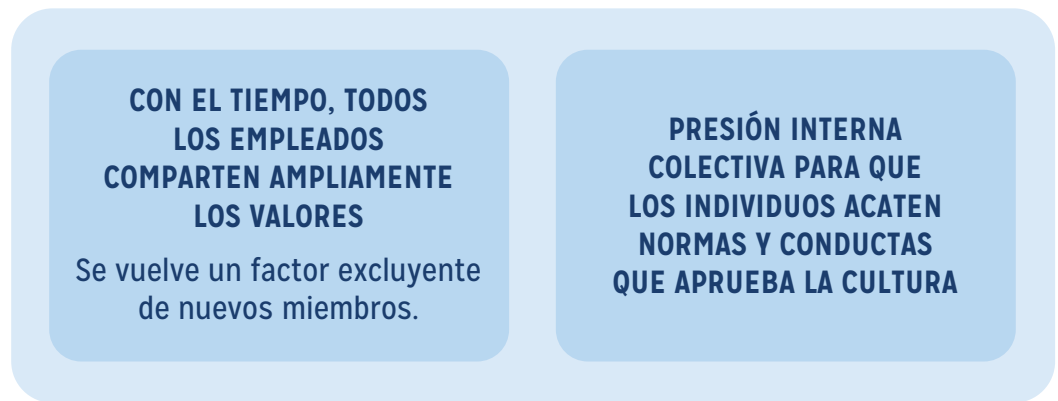 CON EL TIEMPO, TODOS
LOS EMPLEADOS
COMPARTEN AMPLIAMENTE
LOS VALORES
Se vuelve un factor excluyente
de nuevos miembros.
PRESIÓN INTERNA
COLECTIVA PARA QUE
LOS INDIVIDUOS ACATEN
NORMAS Y CONDUCTAS
QUE APRUEBA LA CULTURA